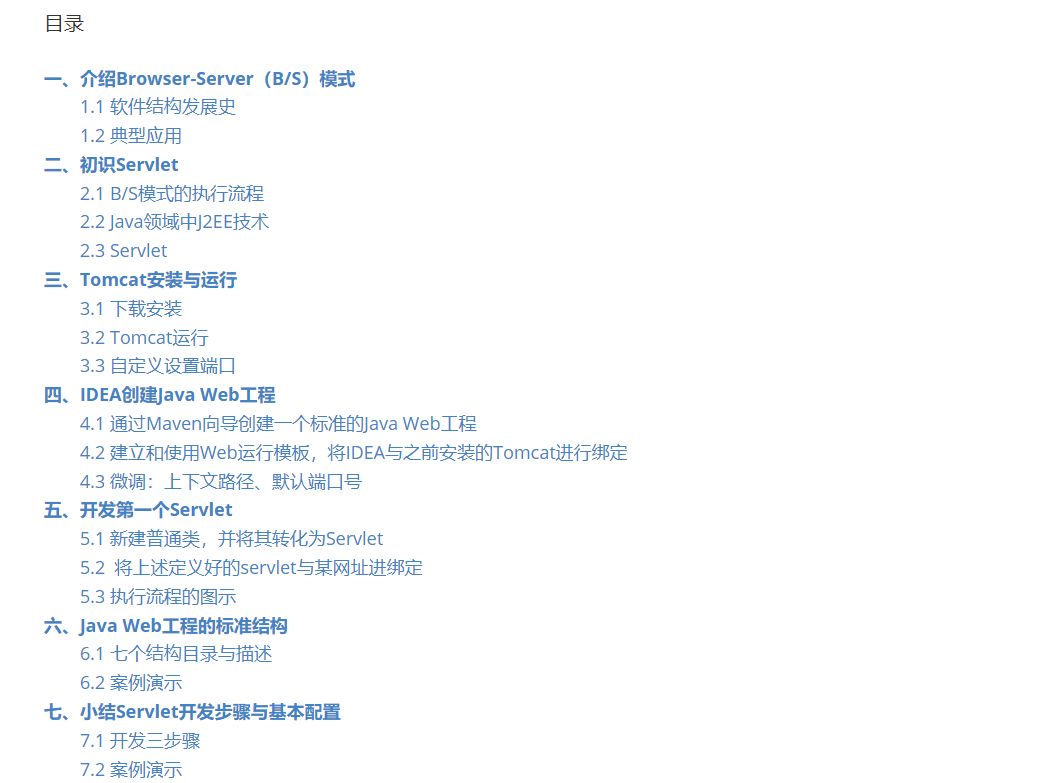 目录
一、介绍Browser-Server（B/S）模式
1.1 软件结构发展史
1.2 典型应用
二、初识Servlet
2.1 B/S模式的执行流程
2.2 Java领域中J2EE技术
2.3 Servlet
三、Tomcat安装与运行
3.1 下载安装
3.2 Tomcat运行
3.3 自定义设置端口
四、IDEA创建Java Web工程
4.1 通过Maven向导创建一个标准的Java Web工程
4.2 建立和使用Web运行模板，将IDEA与之前安装的Tomcat进行绑定
4.3 微调：上下文路径、默认端口号
五、开发第一个Servlet
5.1 新建普通类，并将其转化为Servlet
5.2 将上述定义好的servlet与某网址进绑定
5.3 执行流程的图示
六、Java Web工程的标准结构
6.1 七个结构目录与描述
6.2 案例演示
七、小结Servlet开发步骤与基本配置
7.1 开发三步骤
7.2 案例演示